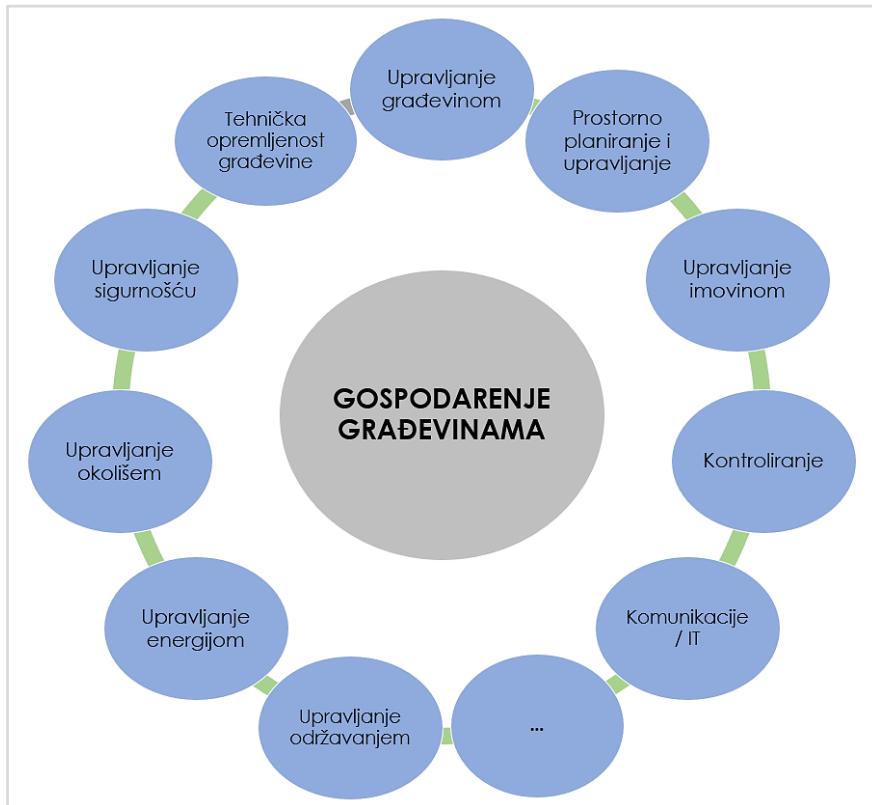 Upravljanje
građevinom
Prostorno
planiranje i
upravljanje
Upravljanje
imovinom
Kontroliranje
Komunikacije
/ IT
...
Upravljanje
održavanjem
Upravljanje
energijom
Upravljanje
okolišem
Upravljanje
sigurnošću
Tehnička
opremljenost
građevine
GOSPODARENJE
GRAĐEVINAMA